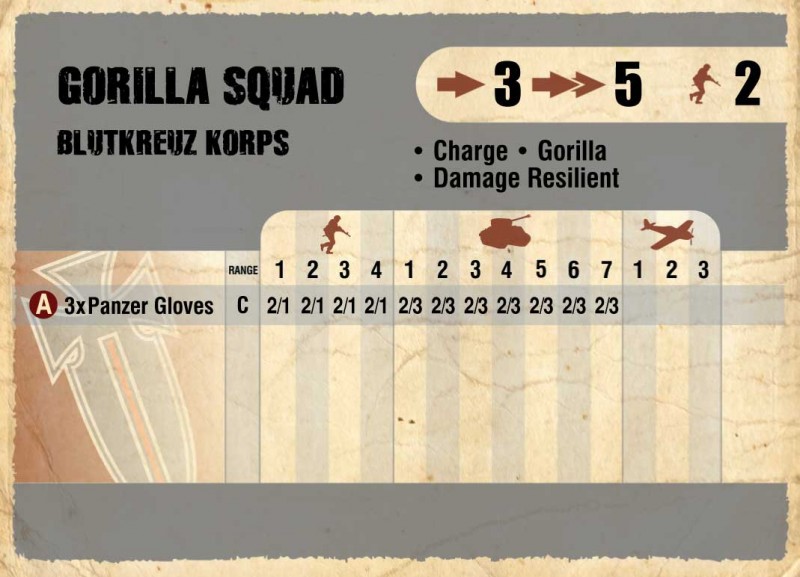 GORILLA SQUAD
3 5 2
BLUTKREUZ KORPS
• Charge • Gorilla
• Damage Resilient
RANGE 1 2 3 4 1 2 3 4 5 6 7 1 2 3
A 3xPanzer Gloves C 2/1 2/1 2/1 2/1 2/3 2/3 2/3 2/3 2/3 2/3 2/3